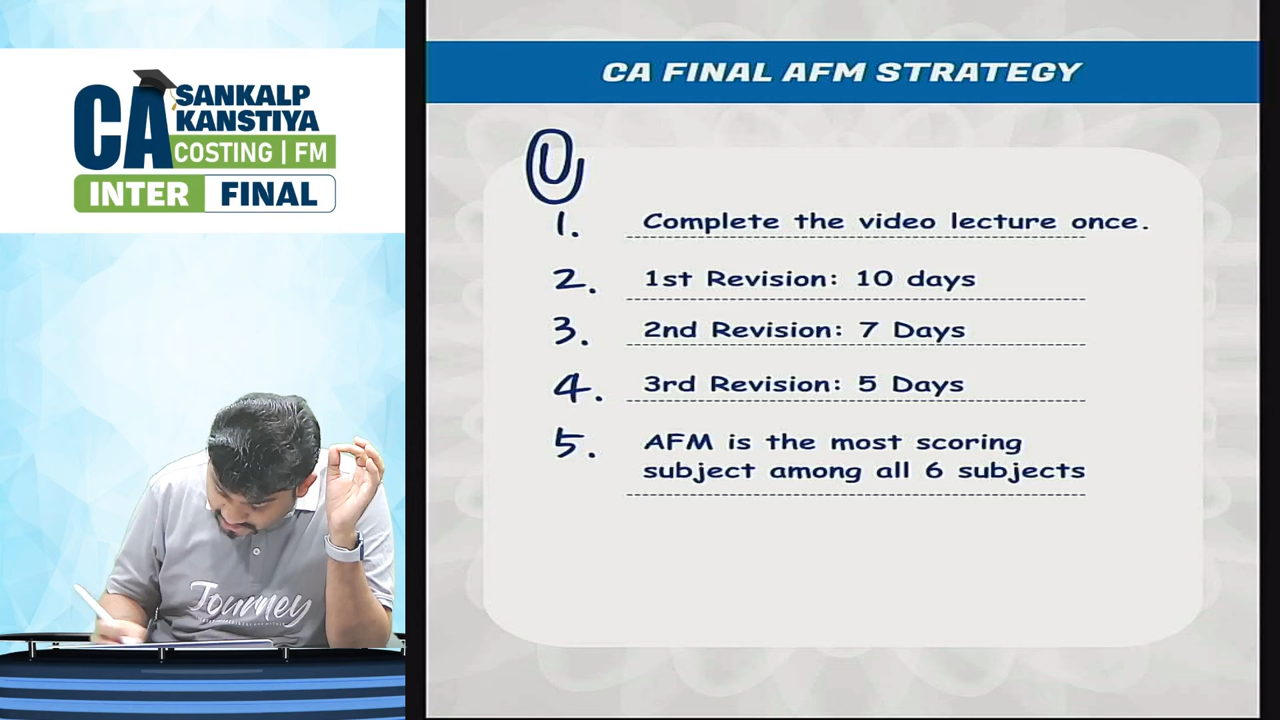 CA SANKALP
KANSTIYA
COSTING | FM
INTER FINAL
Journey
CA FINAL AFM STRATEGY
1. Complete the video lecture once.
2. 1st Revision: 10 days
3. 2nd Revision: 7 Days
4. 3rd Revision: 5 Days
5. AFM is the most scoring
subject among all 6 subjects